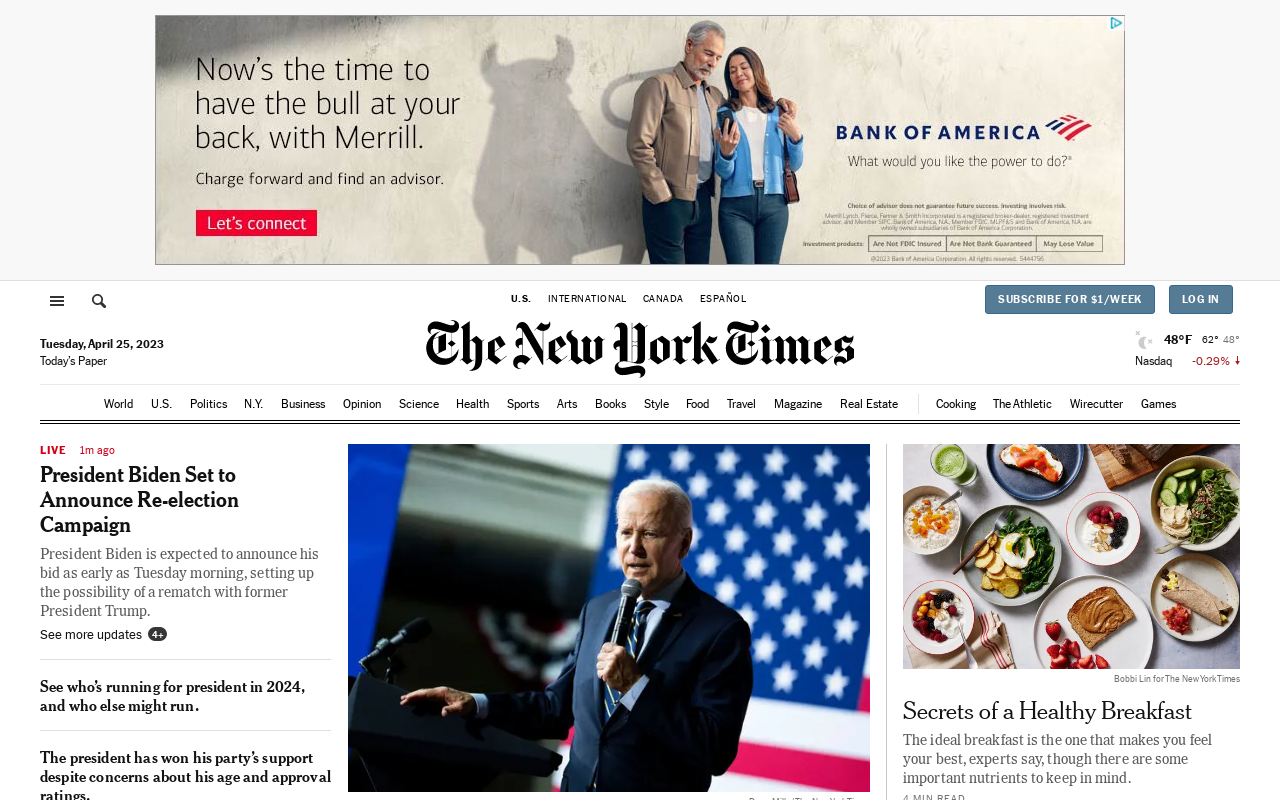 Now's the time to
have the bull at your
back, with Merrill.
Charge forward and find an advisor.
Let's connect
BANK OF AMERICA
What would you like the power to do?®
Choice of advisor does not guarantee future success. Investing involves risk.
Merrill Lynch, Pierce, Fenner & Smith Incorporated is a registered broker-dealer, registered investment
advisor, and Member SIPC. Bank of America, N.A., Member FDIC. MLPF&S and Bank of America, N.A. are
wholly owned subsidiaries of Bank of America Corporation.
Investment products: Are Not FDIC Insured Are Not Bank Guaranteed May Lose Value
©2023 Bank of America Corporation. All rights reserved. 5444756
U.S. INTERNATIONAL CANADA ESPAÑOL
SUBSCRIBE FOR $1/WEEK LOG IN
The New York Times
Tuesday, April 25, 2023
Today's Paper
48°F 62° 48°
Nasdaq -0.29%
World U.S. Politics N.Y. Business Opinion Science Health Sports Arts Books Style Food Travel Magazine Real Estate Cooking The Athletic Wirecutter Games
LIVE 1m ago
President Biden Set to
Announce Re-election
Campaign
President Biden is expected to announce his
bid as early as Tuesday morning, setting up
the possibility of a rematch with former
President Trump.
See more updates 4+
See who's running for president in 2024,
and who else might run.
The president has won his party's support
despite concerns about his age and approval
ratings.
Bobbi Lin for The New York Times
Secrets of a Healthy Breakfast
The ideal breakfast is the one that makes you feel
your best, experts say, though there are some
important nutrients to keep in mind.
4 MIN READ